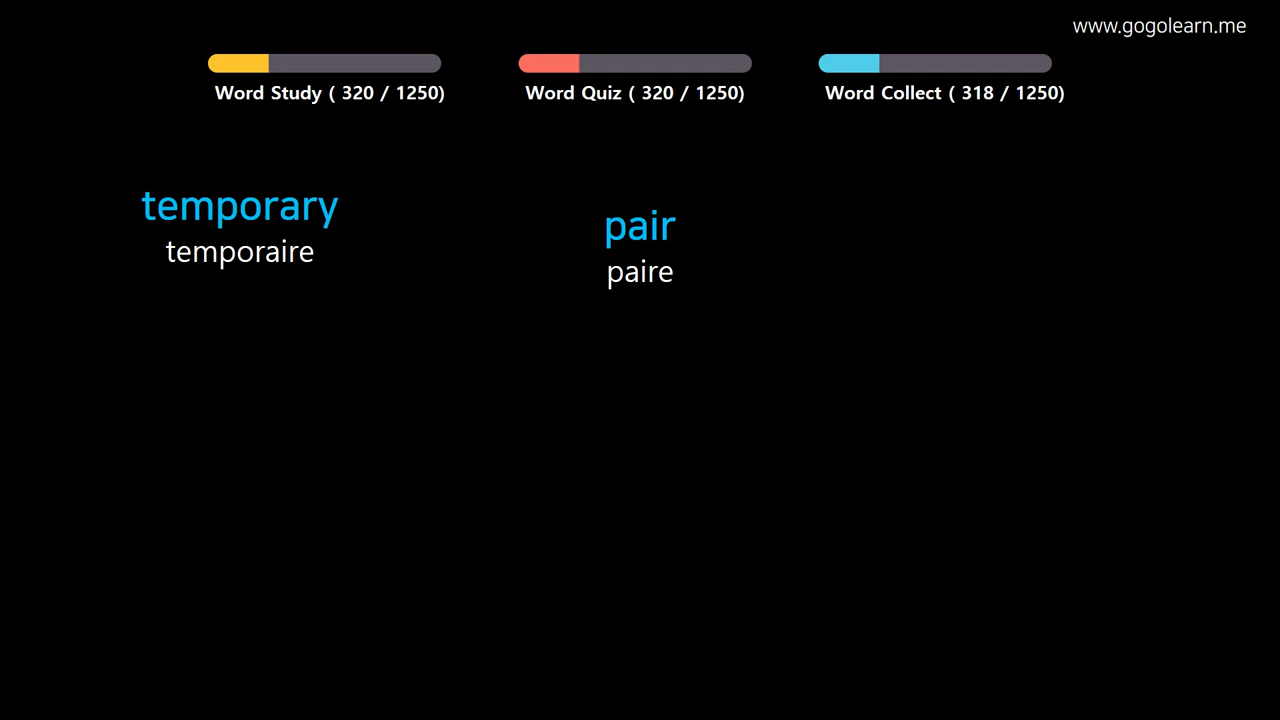 www.gogolearn.me
Word Study ( 320 / 1250)
Word Quiz ( 320 / 1250)
Word Collect ( 318 / 1250)
temporary
temporaire
pair
paire